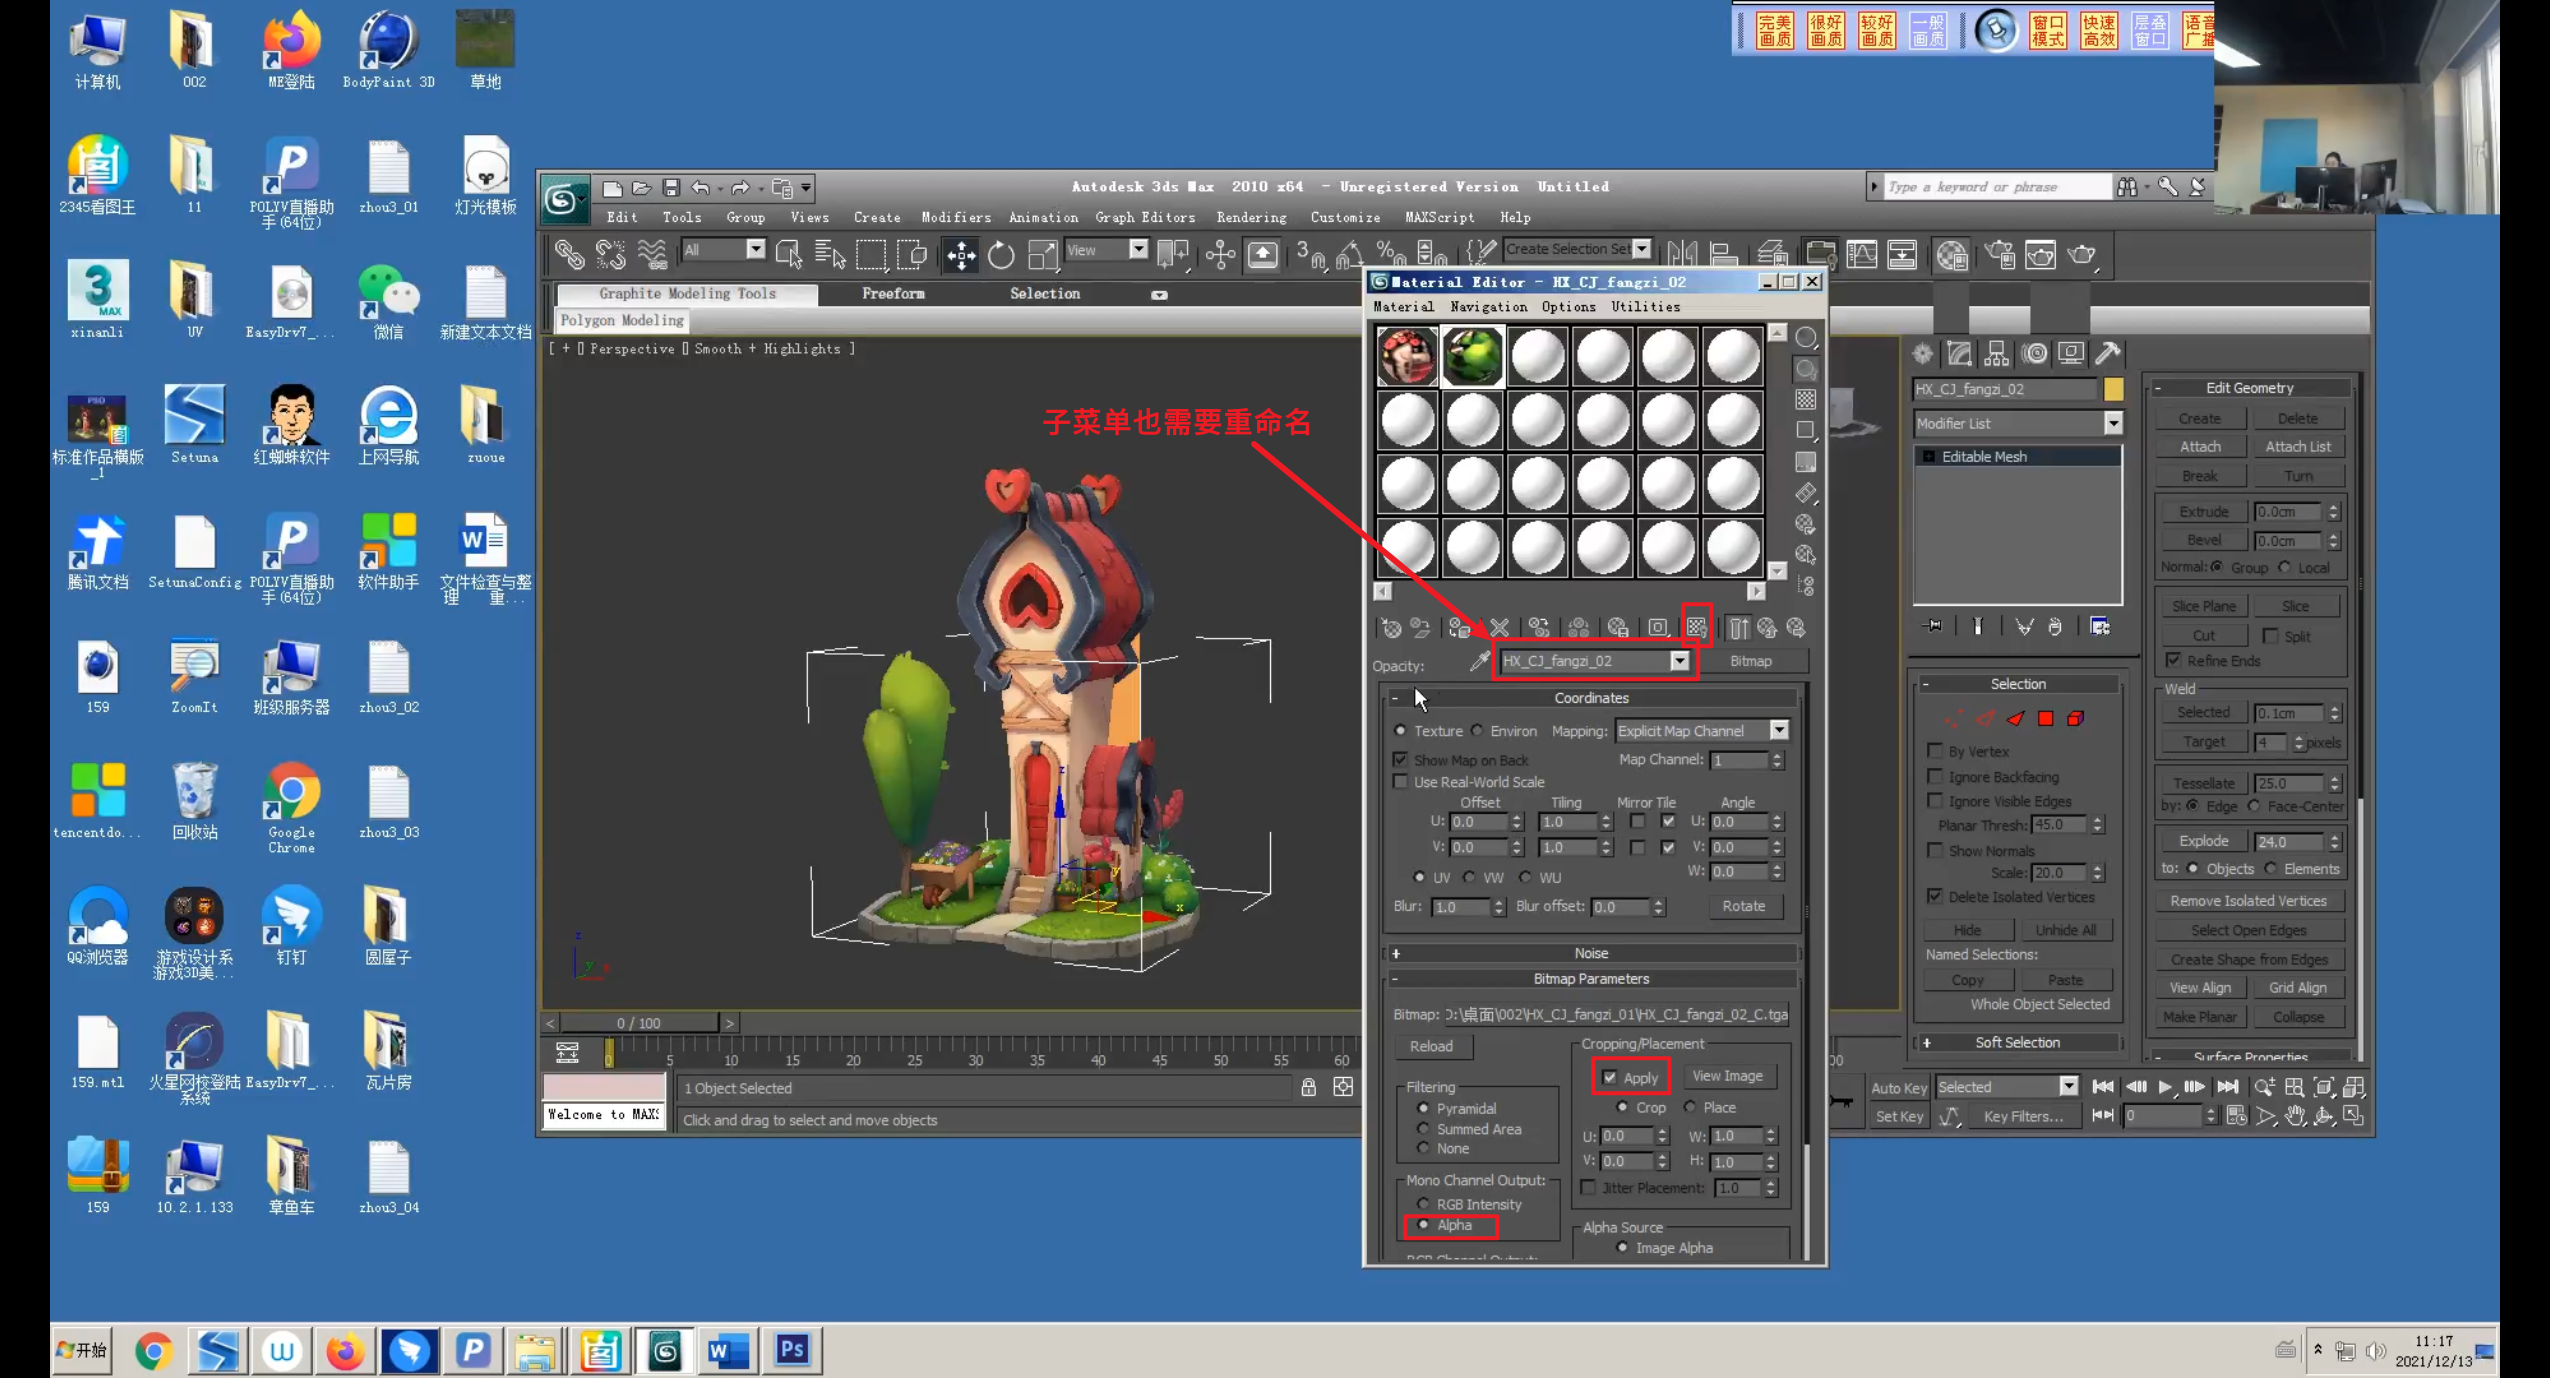 计算机
002
ME登陆
BodyPaint 3D
草地
2345看图王
11
POLYV直播助
手(64位)
zhou3_01
灯光模板
xinanli
UV
EasyDrv7_...
微信
新建文本文档
标准作品横版
_1
Setuna
红蜘蛛软件
上网导航
zuoue
腾讯文档
SetunaConfig
POLYV直播助
手(64位)
软件助手
文件检查与整
理 重...
159
ZoomIt
班级服务器
zhou3_02
tencentdo...
回收站
Google
Chrome
zhou3_03
QQ浏览器
游戏设计系
游戏3D美...
钉钉
圆屋子
159.mtl
火星网校登陆
系统
EasyDrv7_...
瓦片房
159
10.2.1.133
章鱼车
zhou3_04
完美
画质
很好
画质
较好
画质
一般
画质
窗口
模式
快速
高效
层叠
窗口
语音
广播
Autodesk 3ds Max 2010 x64 - Unregistered Version Untitled
Type a keyword or phrase
Edit Tools Group Views Create Modifiers Animation Graph Editors Rendering Customize MAXScript Help
All
View
Create Selection Set
Graphite Modeling Tools Freeform Selection
Polygon Modeling
[ + [] Perspective [] Smooth + Highlights ]
子菜单也需要重命名
Material Editor - HX_CJ_fangzi_02
Material Navigation Options Utilities
Opacity: HX_CJ_fangzi_02 Bitmap
- Coordinates
Texture Environ Mapping: Explicit Map Channel
Show Map on Back Map Channel: 1
Use Real-World Scale
Offset Tiling Mirror Tile Angle
U: 0.0 1.0 U: 0.0
V: 0.0 1.0 V: 0.0
W: 0.0
UV VW WU
Blur: 1.0 Blur offset: 0.0 Rotate
+ Noise
- Bitmap Parameters
Bitmap: D:\桌面\002\HX_CJ_fangzi_01\HX_CJ_fangzi_02_C.tga
Reload
Cropping/Placement
Apply View Image
Crop Place
U: 0.0 W: 1.0
V: 0.0 H: 1.0
Jitter Placement: 1.0
Filtering
Pyramidal
Summed Area
None
Mono Channel Output:
RGB Intensity
Alpha
Alpha Source
Image Alpha
RGB Channel Output:
HX_CJ_fangzi_02
Modifier List
Editable Mesh
- Selection
By Vertex
Ignore Backfacing
Ignore Visible Edges
Planar Thresh: 45.0
Show Normals
Scale: 20.0
Delete Isolated Vertices
Hide Unhide All
Named Selections:
Copy Paste
Whole Object Selected
+ Soft Selection
- Edit Geometry
Create Delete
Attach Attach List
Break Turn
Extrude 0.0cm
Bevel 0.0cm
Normal: Group Local
Slice Plane Slice
Cut Split
Refine Ends
Weld
Selected 0.1cm
Target 4 pixels
Tessellate 25.0
by: Edge Face-Center
Explode 24.0
to: Objects Elements
Remove Isolated Vertices
Select Open Edges
Create Shape from Edges
View Align Grid Align
Make Planar Collapse
- Surface Properties
z
y
x
z
y
x
< 0 / 100 >
0 5 10 15 20 25 30 35 40 45 50 55 60
1 Object Selected
Welcome to MAXS
Click and drag to select and move objects
Auto Key Selected
Set Key Key Filters... 0
开始
W
Ps
11:17
2021/12/13